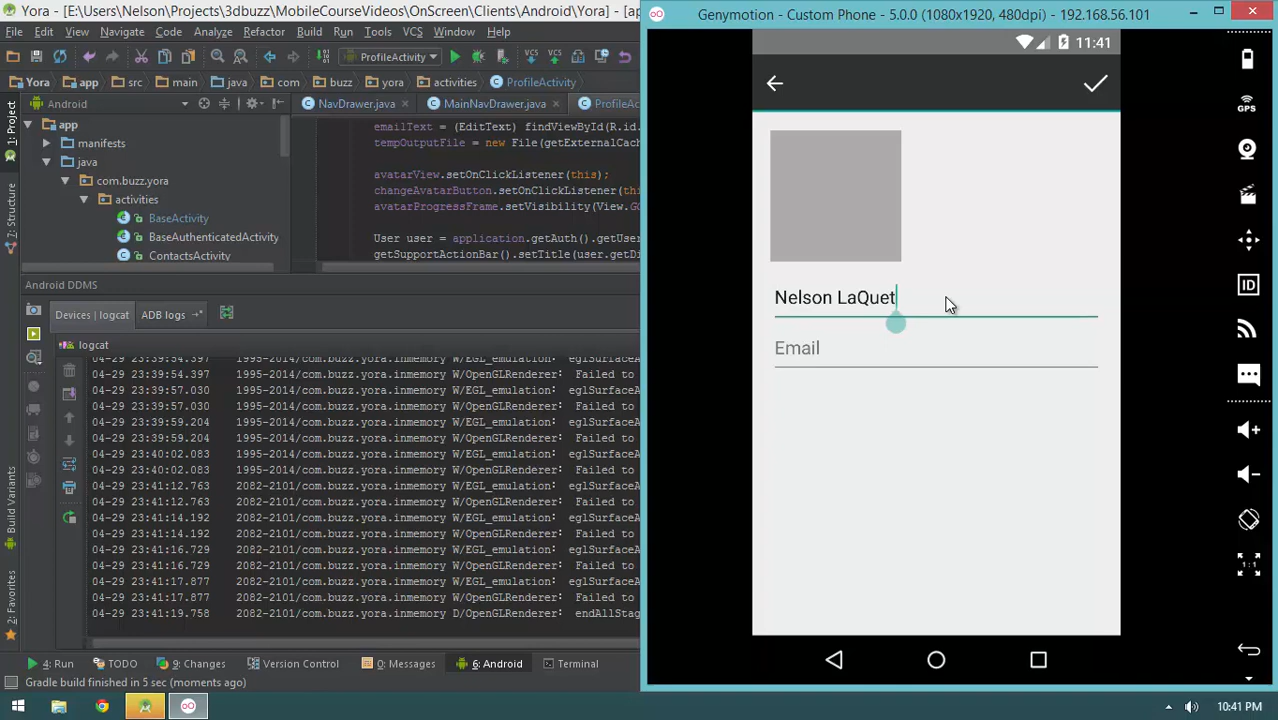 Nelson\Projects\3dbuzz\MobileCourseVideos\OnScreen\Clients\Android\Yora] - [ap
Genymotion - Custom Phone - 5.0.0 (1080x1920, 480dpi) - 192.168.56.101
File Edit View Navigate Code Analyze Refactor Build Run Tools VCS Window Help
11:41
ProfileActivity
VCS VCS
Yora app src main java com buzz yora activities ProfileActivity
GPS
Android
NavDrawer.java MainNavDrawer.java ProfileAc
1: Project
app
manifests
java
com.buzz.yora
activities
BaseActivity
BaseAuthenticatedActivity
ContactsActivity
emailText = (EditText) findViewById(R.id.
tempOutputFile = new File(getExternalCach
avatarView.setOnClickListener(this);
changeAvatarButton.setOnClickListener(thi
avatarProgressFrame.setVisibility(View.GO
User user = application.getAuth().getUse
getSupportActionBar().setTitle(user.getDi
7: Structure
Android DDMS
Devices | logcat ADB logs
logcat
Nelson LaQuet
Email
ID
1:1
04-29 23:39:54.397 1995-2014/com.buzz.yora.inmemory W/EGL_emulation: eglSurfaceA
04-29 23:39:54.397 1995-2014/com.buzz.yora.inmemory W/OpenGLRenderer: Failed to
04-29 23:39:57.030 1995-2014/com.buzz.yora.inmemory W/EGL_emulation: eglSurfaceA
04-29 23:39:57.030 1995-2014/com.buzz.yora.inmemory W/OpenGLRenderer: Failed to
04-29 23:39:59.204 1995-2014/com.buzz.yora.inmemory W/EGL_emulation: eglSurfaceA
04-29 23:39:59.204 1995-2014/com.buzz.yora.inmemory W/OpenGLRenderer: Failed to
04-29 23:40:02.083 1995-2014/com.buzz.yora.inmemory W/EGL_emulation: eglSurfaceA
04-29 23:40:02.083 1995-2014/com.buzz.yora.inmemory W/OpenGLRenderer: Failed to
04-29 23:41:12.763 2082-2101/com.buzz.yora.inmemory W/EGL_emulation: eglSurfaceA
04-29 23:41:12.763 2082-2101/com.buzz.yora.inmemory W/OpenGLRenderer: Failed to
04-29 23:41:14.192 2082-2101/com.buzz.yora.inmemory W/EGL_emulation: eglSurfaceA
04-29 23:41:14.192 2082-2101/com.buzz.yora.inmemory W/OpenGLRenderer: Failed to
04-29 23:41:16.729 2082-2101/com.buzz.yora.inmemory W/EGL_emulation: eglSurfaceA
04-29 23:41:16.729 2082-2101/com.buzz.yora.inmemory W/OpenGLRenderer: Failed to
04-29 23:41:17.877 2082-2101/com.buzz.yora.inmemory W/EGL_emulation: eglSurfaceA
04-29 23:41:17.877 2082-2101/com.buzz.yora.inmemory W/OpenGLRenderer: Failed to
04-29 23:41:19.758 2082-2101/com.buzz.yora.inmemory D/OpenGLRenderer: endAllStag
Build Variants
2: Favorites
4: Run TODO 9: Changes Version Control 0: Messages 6: Android Terminal
Gradle build finished in 5 sec (moments ago)
10:41 PM